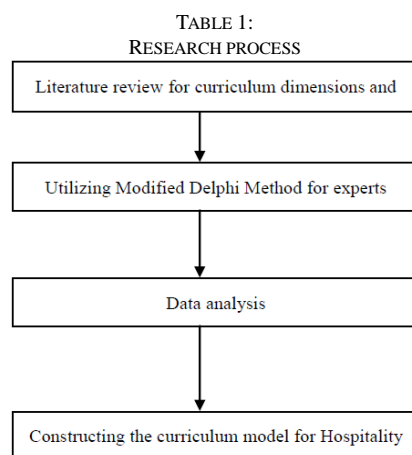 TABLE 1:
RESEARCH PROCESS
Literature review for curriculum dimensions and
Utilizing Modified Delphi Method for experts
Data analysis
Constructing the curriculum model for Hospitality